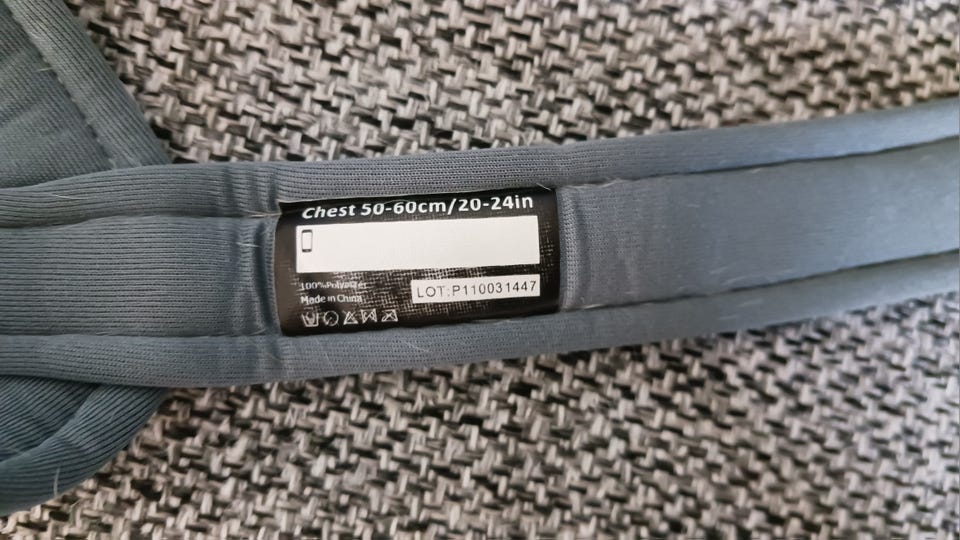 Chest 50-60cm/20-24in
100%Polyester
Made in China
LOT:P110031447